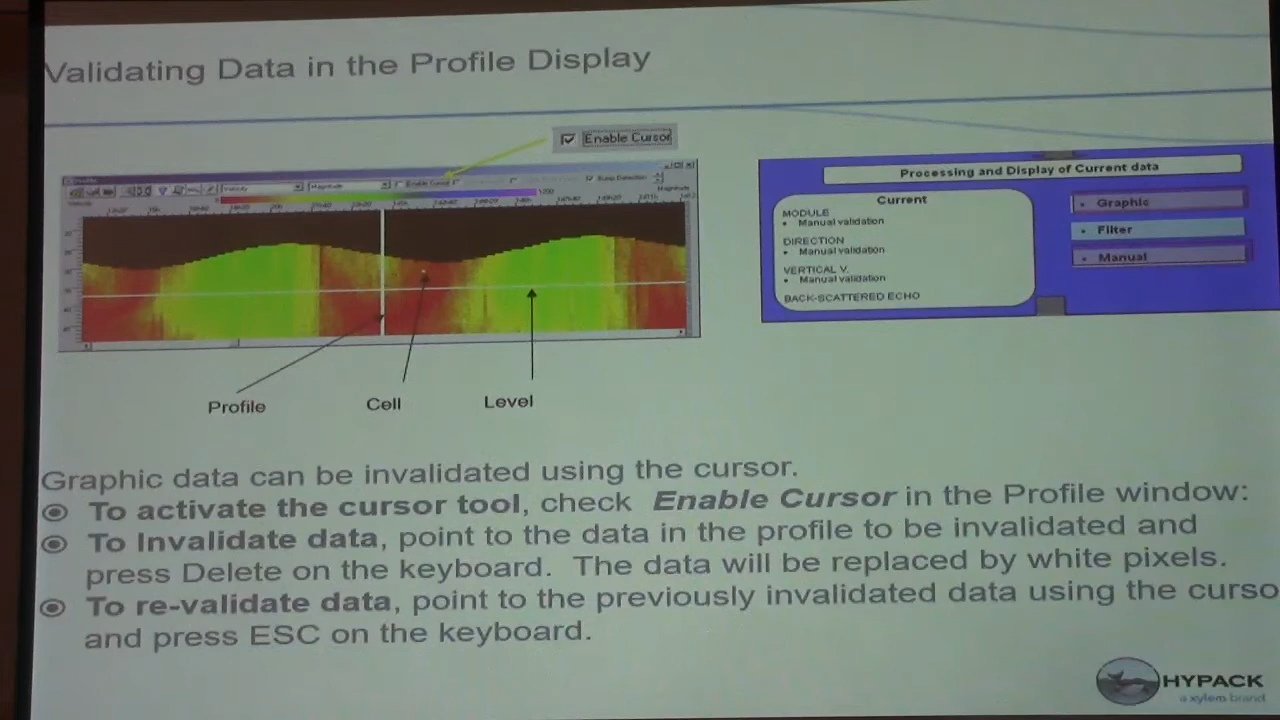 Validating Data in the Profile Display
Enable Cursor
Enable Cursor
Magnitude
Processing and Display of Current data
Current
MODULE
• Manual validation
DIRECTION
• Manual validation
VERTICAL V.
• Manual validation
BACK-SCATTERED ECHO
• Graphic
• Filter
• Manual
Profile
Cell
Level
Graphic data can be invalidated using the cursor.
To activate the cursor tool, check Enable Cursor in the Profile window:
To Invalidate data, point to the data in the profile to be invalidated and
press Delete on the keyboard. The data will be replaced by white pixels.
To re-validate data, point to the previously invalidated data using the curso
and press ESC on the keyboard.
HYPACK
a xylem brand